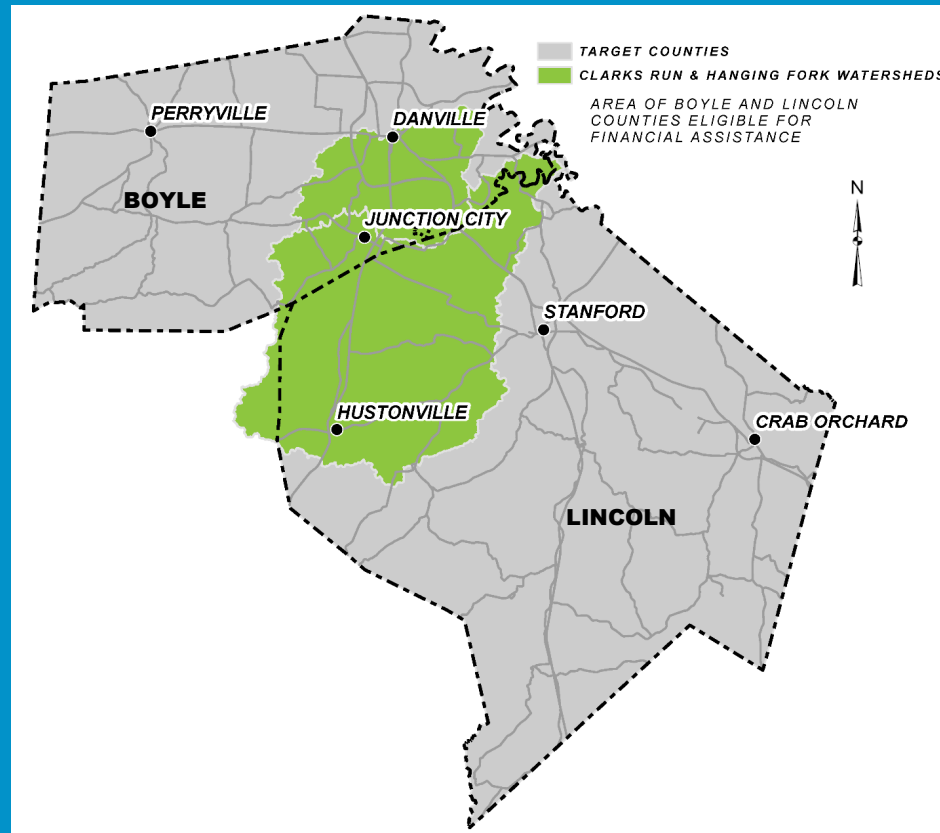 TARGET COUNTIES
CLARKS RUN & HANGING FORK WATERSHEDS
AREA OF BOYLE AND LINCOLN
COUNTIES ELIGIBLE FOR
FINANCIAL ASSISTANCE
PERRYVILLE
DANVILLE
N
BOYLE
JUNCTION CITY
STANFORD
HUSTONVILLE
CRAB ORCHARD
LINCOLN